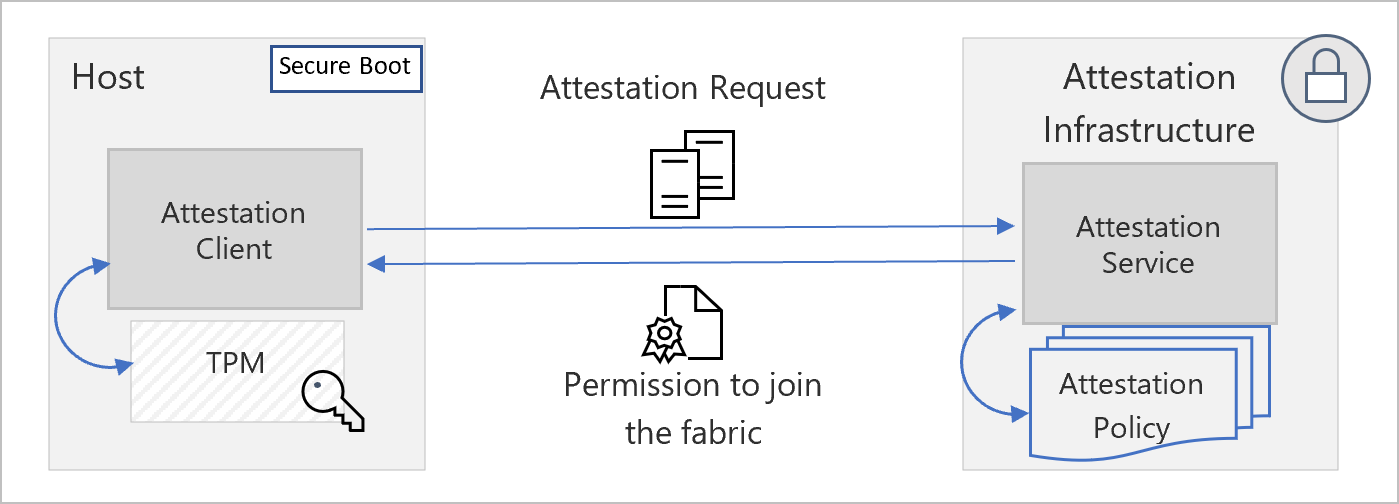 Host
Secure Boot
Attestation
Client
TPM
Attestation Request
Permission to join
the fabric
Attestation
Infrastructure
Attestation
Service
Attestation
Policy